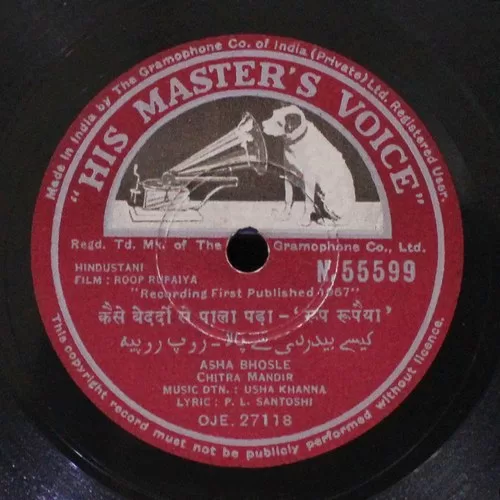 Made in India by The Gramophone Co. of India (Private) Ltd. Registered User.
"HIS MASTER'S VOICE"
Regd. Td. Mk. of The Gramophone Co., Ltd.
HINDUSTANI
FILM : ROOP RUPAIYA
N.55599
"Recording First Published 1967"
कैसे बेदर्दी से पाला पड़ा - 'रूप रूपैया'
کیسے بیدردی سے پالا - روپ روپیہ
ASHA BHOSLE
CHITRA MANDIR
MUSIC DTN. : USHA KHANNA
LYRIC : P. L. SANTOSHI
OJE. 27118
This copyright record must not be publicly performed without licence.